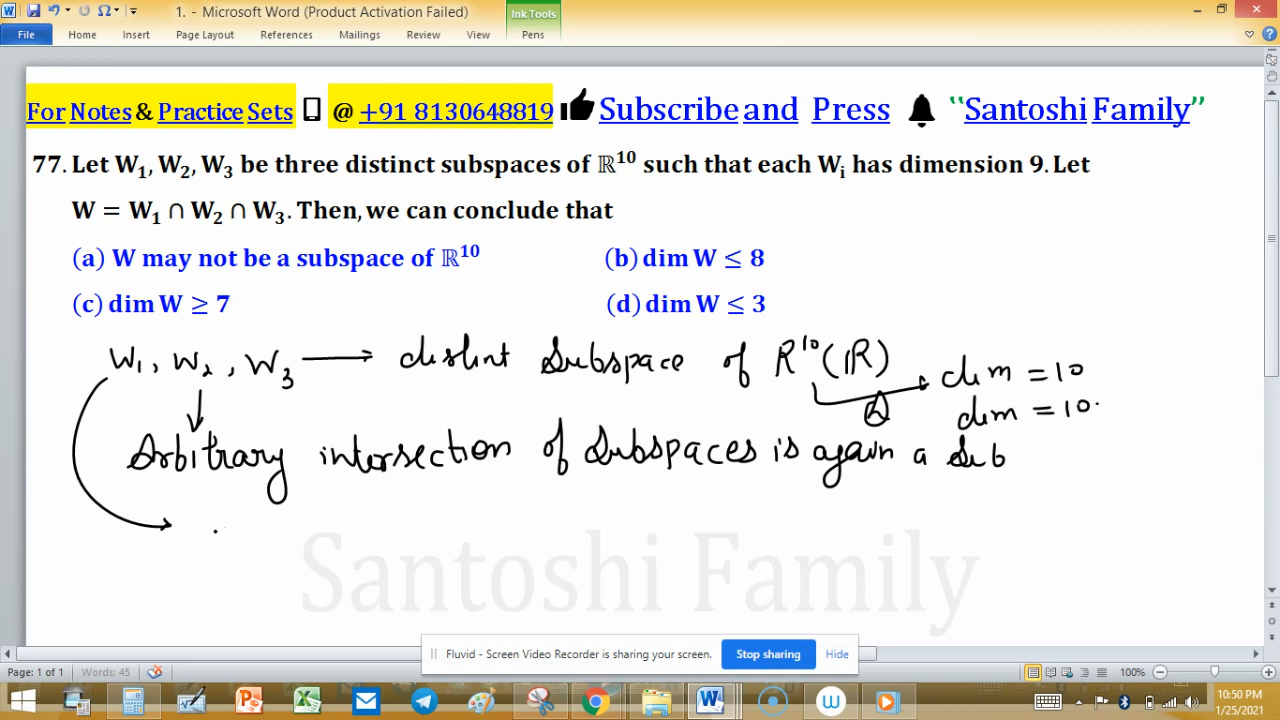 1. - Microsoft Word (Product Activation Failed)
Ink Tools
File Home Insert Page Layout References Mailings Review View Pens
For Notes & Practice Sets @ +91 8130648819 Subscribe and Press "Santoshi Family"
77. Let W₁, W₂, W₃ be three distinct subspaces of ℝ¹⁰ such that each Wᵢ has dimension 9. Let
W = W₁ ∩ W₂ ∩ W₃. Then, we can conclude that
(a) W may not be a subspace of ℝ¹⁰ (b) dim W ≤ 8
(c) dim W ≥ 7 (d) dim W ≤ 3
W₁, W₂, W₃ → distint Subspace of R¹⁰(R) dim = 10
dim = 10
Arbitrary intersection of Subspaces is again a Sub
Santoshi Family
Fluvid - Screen Video Recorder is sharing your screen. Stop sharing Hide
Page: 1 of 1 Words: 45 100%
10:50 PM
1/25/2021